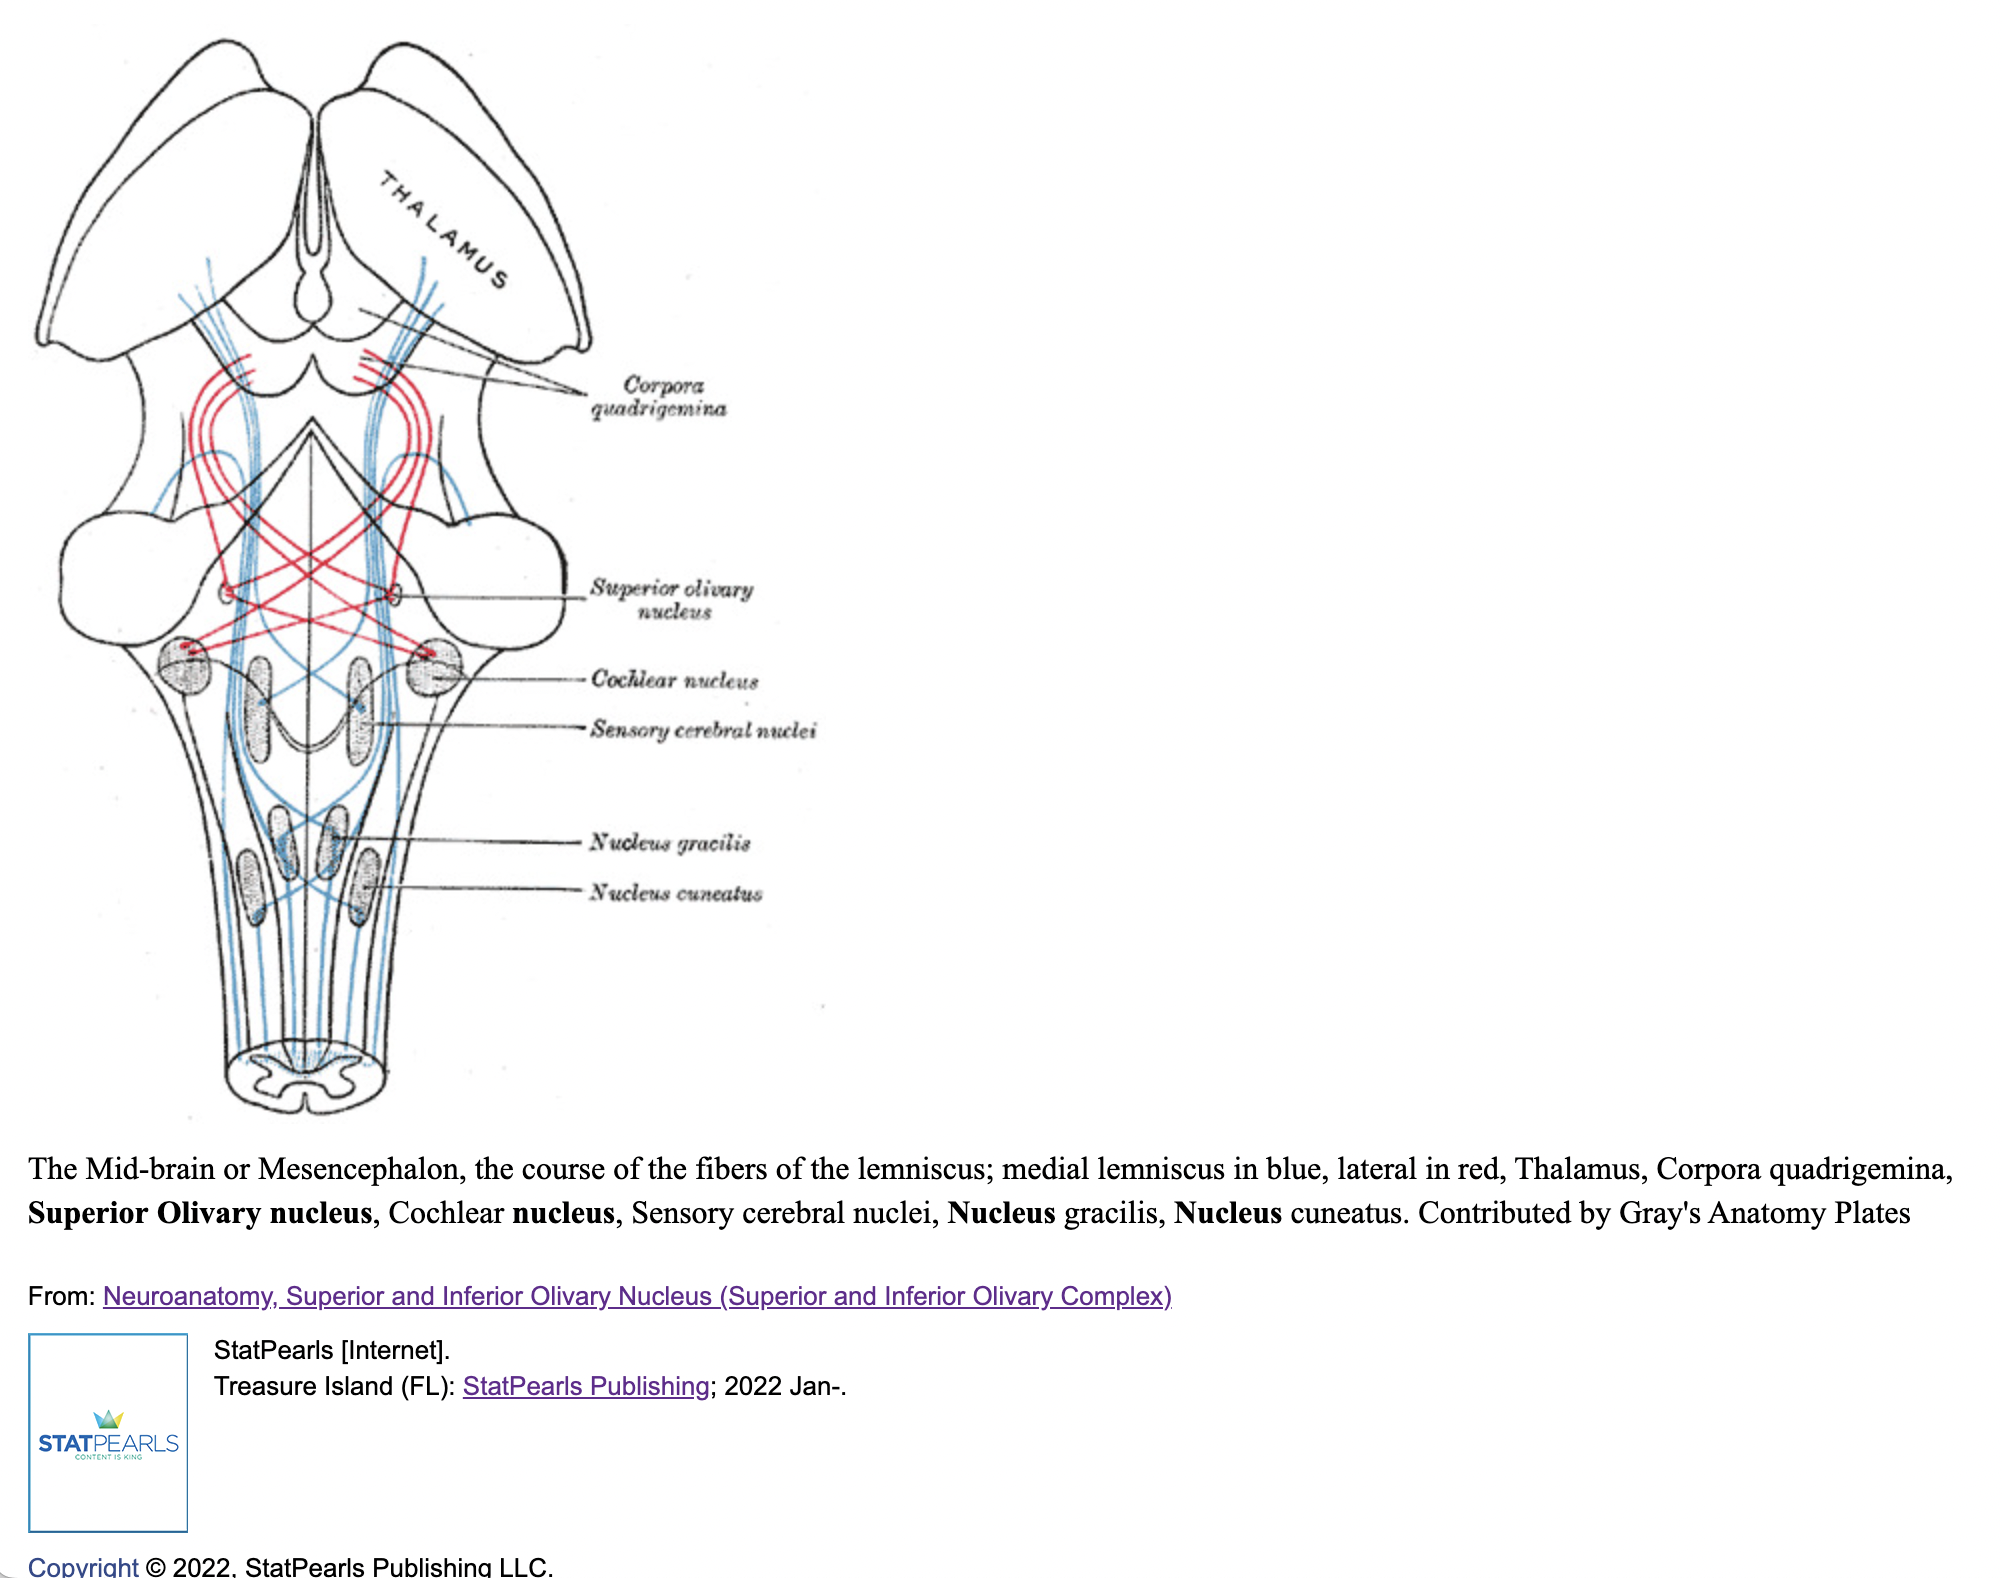 THALAMUS
Corpora
quadrigemina
Superior olivary
nucleus
Cochlear nucleus
Sensory cerebral nuclei
Nucleus gracilis
Nucleus cuneatus
The Mid-brain or Mesencephalon, the course of the fibers of the lemniscus; medial lemniscus in blue, lateral in red, Thalamus, Corpora quadrigemina,
Superior Olivary nucleus, Cochlear nucleus, Sensory cerebral nuclei, Nucleus gracilis, Nucleus cuneatus. Contributed by Gray's Anatomy Plates
From: Neuroanatomy, Superior and Inferior Olivary Nucleus (Superior and Inferior Olivary Complex)
StatPearls [Internet].
Treasure Island (FL): StatPearls Publishing; 2022 Jan-.
STATPEARLS
CONTENT IS KING
Copyright © 2022, StatPearls Publishing LLC.